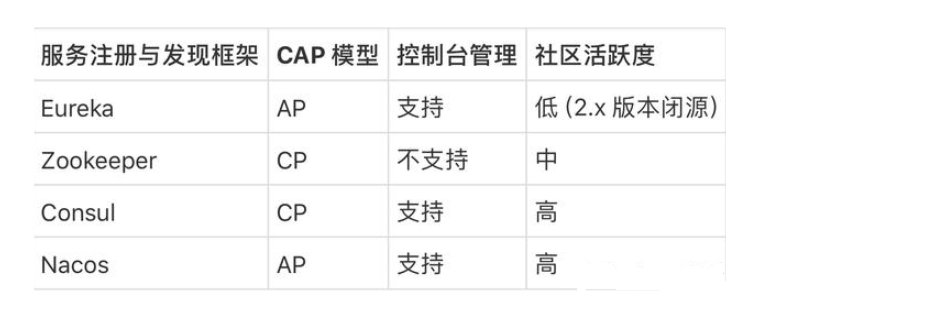 服务注册与发现框架 CAP 模型 控制台管理 社区活跃度
Eureka AP 支持 低 (2.x 版本闭源)
Zookeeper CP 不支持 中
Consul CP 支持 高
Nacos AP 支持 高